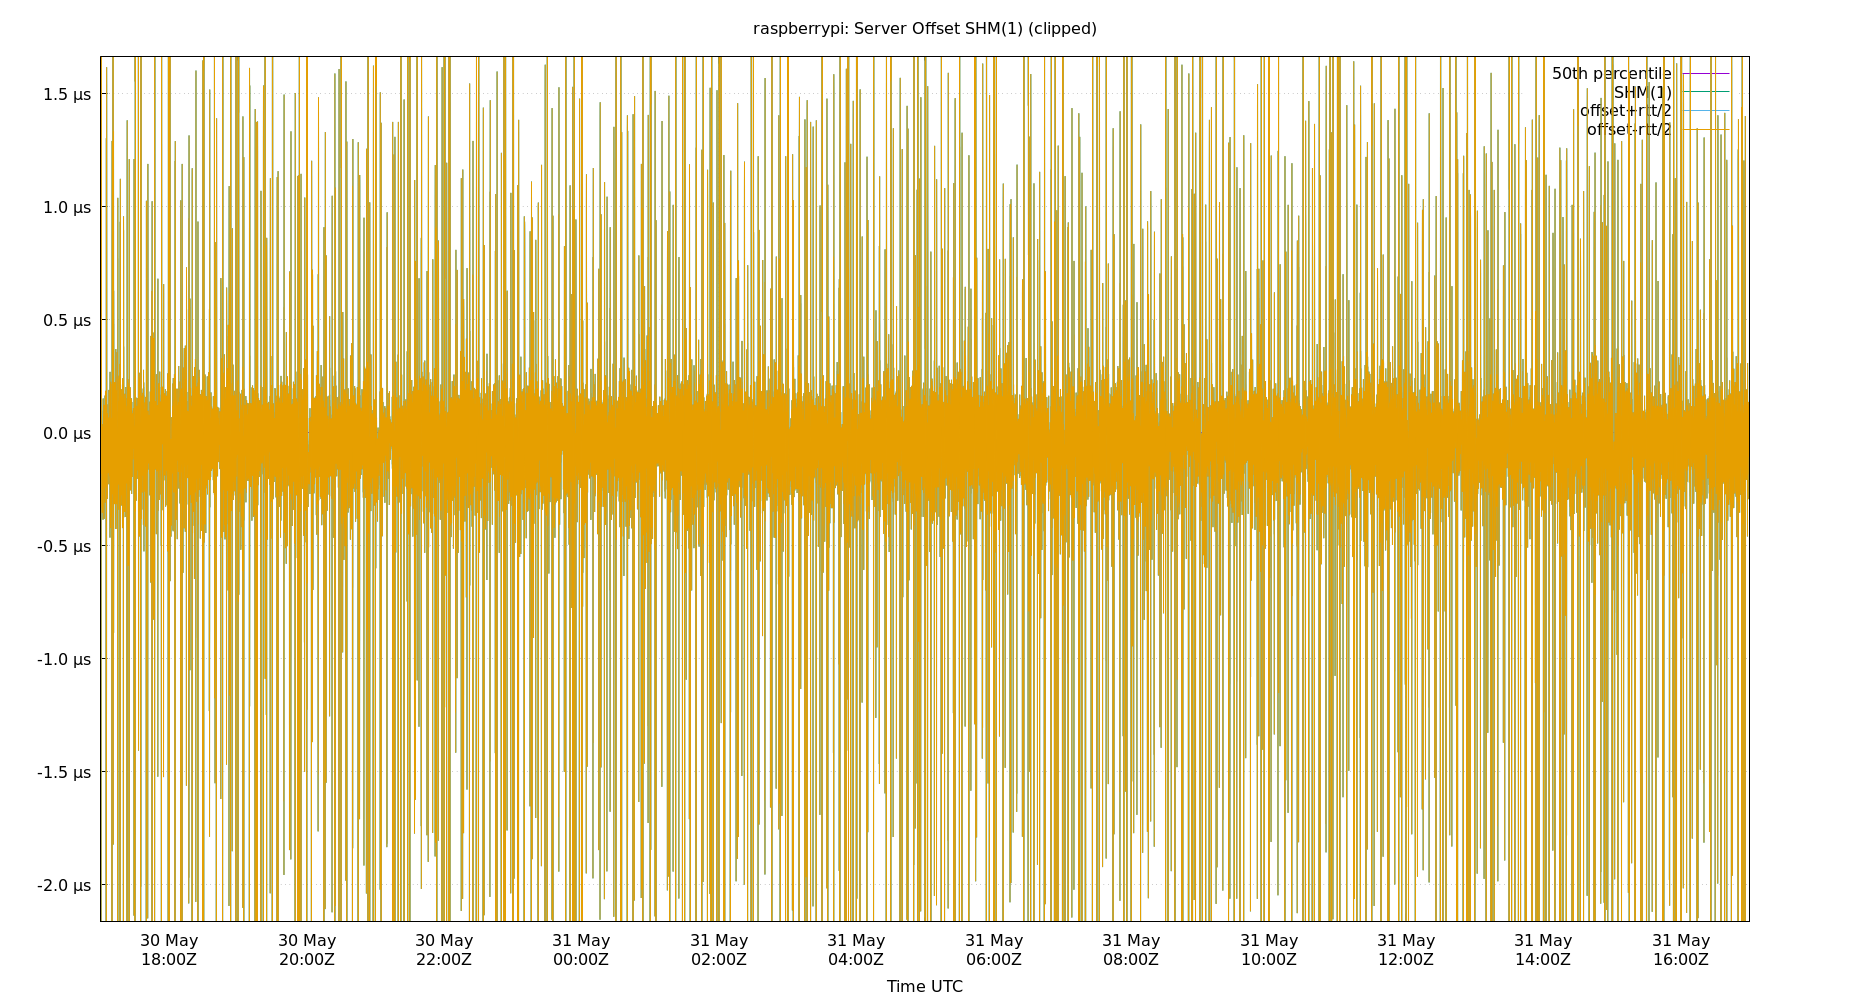 raspberrypi: Server Offset SHM(1) (clipped)
50th percentile
SHM(1)
offset+rtt/2
offset-rtt/2
1.5 µs
1.0 µs
0.5 µs
0.0 µs
-0.5 µs
-1.0 µs
-1.5 µs
-2.0 µs
30 May 30 May 30 May 31 May 31 May 31 May 31 May 31 May 31 May 31 May 31 May 31 May
18:00Z 20:00Z 22:00Z 00:00Z 02:00Z 04:00Z 06:00Z 08:00Z 10:00Z 12:00Z 14:00Z 16:00Z
Time UTC